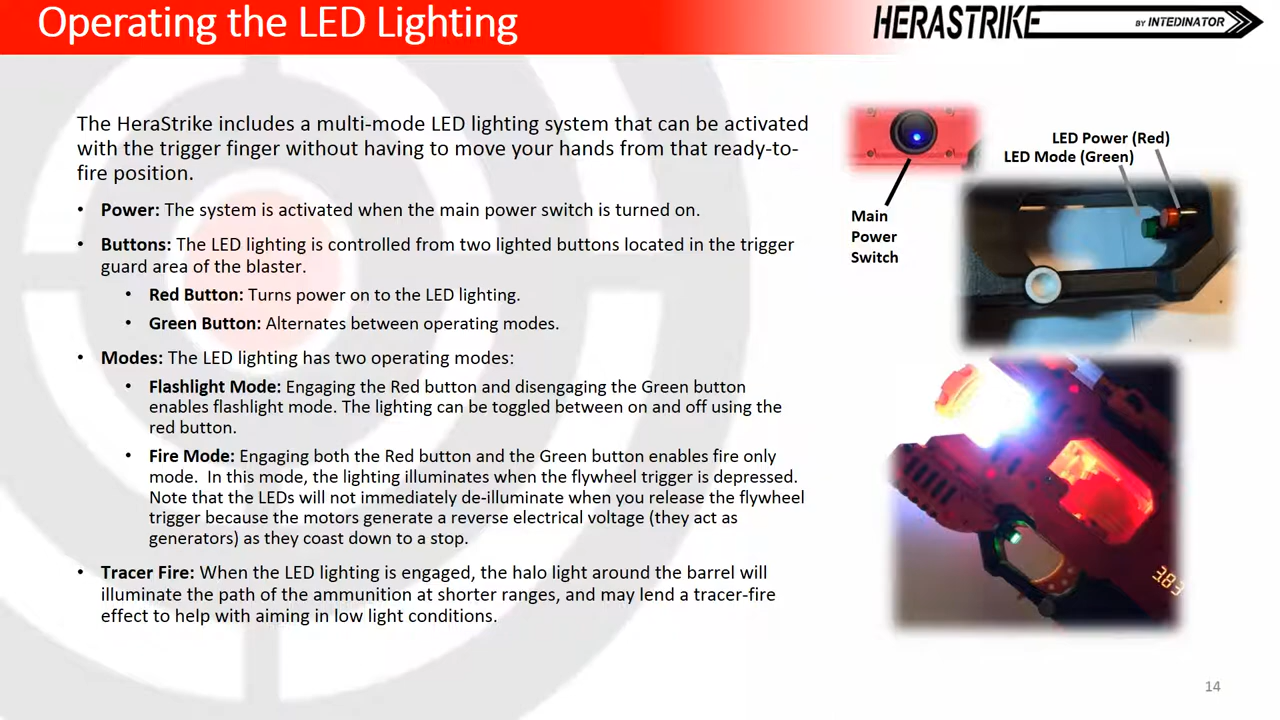 Operating the LED Lighting
HERASTRIKE BY INTEDINATOR
The HeraStrike includes a multi-mode LED lighting system that can be activated
with the trigger finger without having to move your hands from that ready-to-
fire position.
• Power: The system is activated when the main power switch is turned on.
• Buttons: The LED lighting is controlled from two lighted buttons located in the trigger
guard area of the blaster.
• Red Button: Turns power on to the LED lighting.
• Green Button: Alternates between operating modes.
• Modes: The LED lighting has two operating modes:
• Flashlight Mode: Engaging the Red button and disengaging the Green button
enables flashlight mode. The lighting can be toggled between on and off using the
red button.
• Fire Mode: Engaging both the Red button and the Green button enables fire only
mode.  In this mode, the lighting illuminates when the flywheel trigger is depressed.
Note that the LEDs will not immediately de-illuminate when you release the flywheel
trigger because the motors generate a reverse electrical voltage (they act as
generators) as they coast down to a stop.
• Tracer Fire: When the LED lighting is engaged, the halo light around the barrel will
illuminate the path of the ammunition at shorter ranges, and may lend a tracer-fire
effect to help with aiming in low light conditions.
LED Power (Red)
LED Mode (Green)
Main
Power
Switch
3.83
14